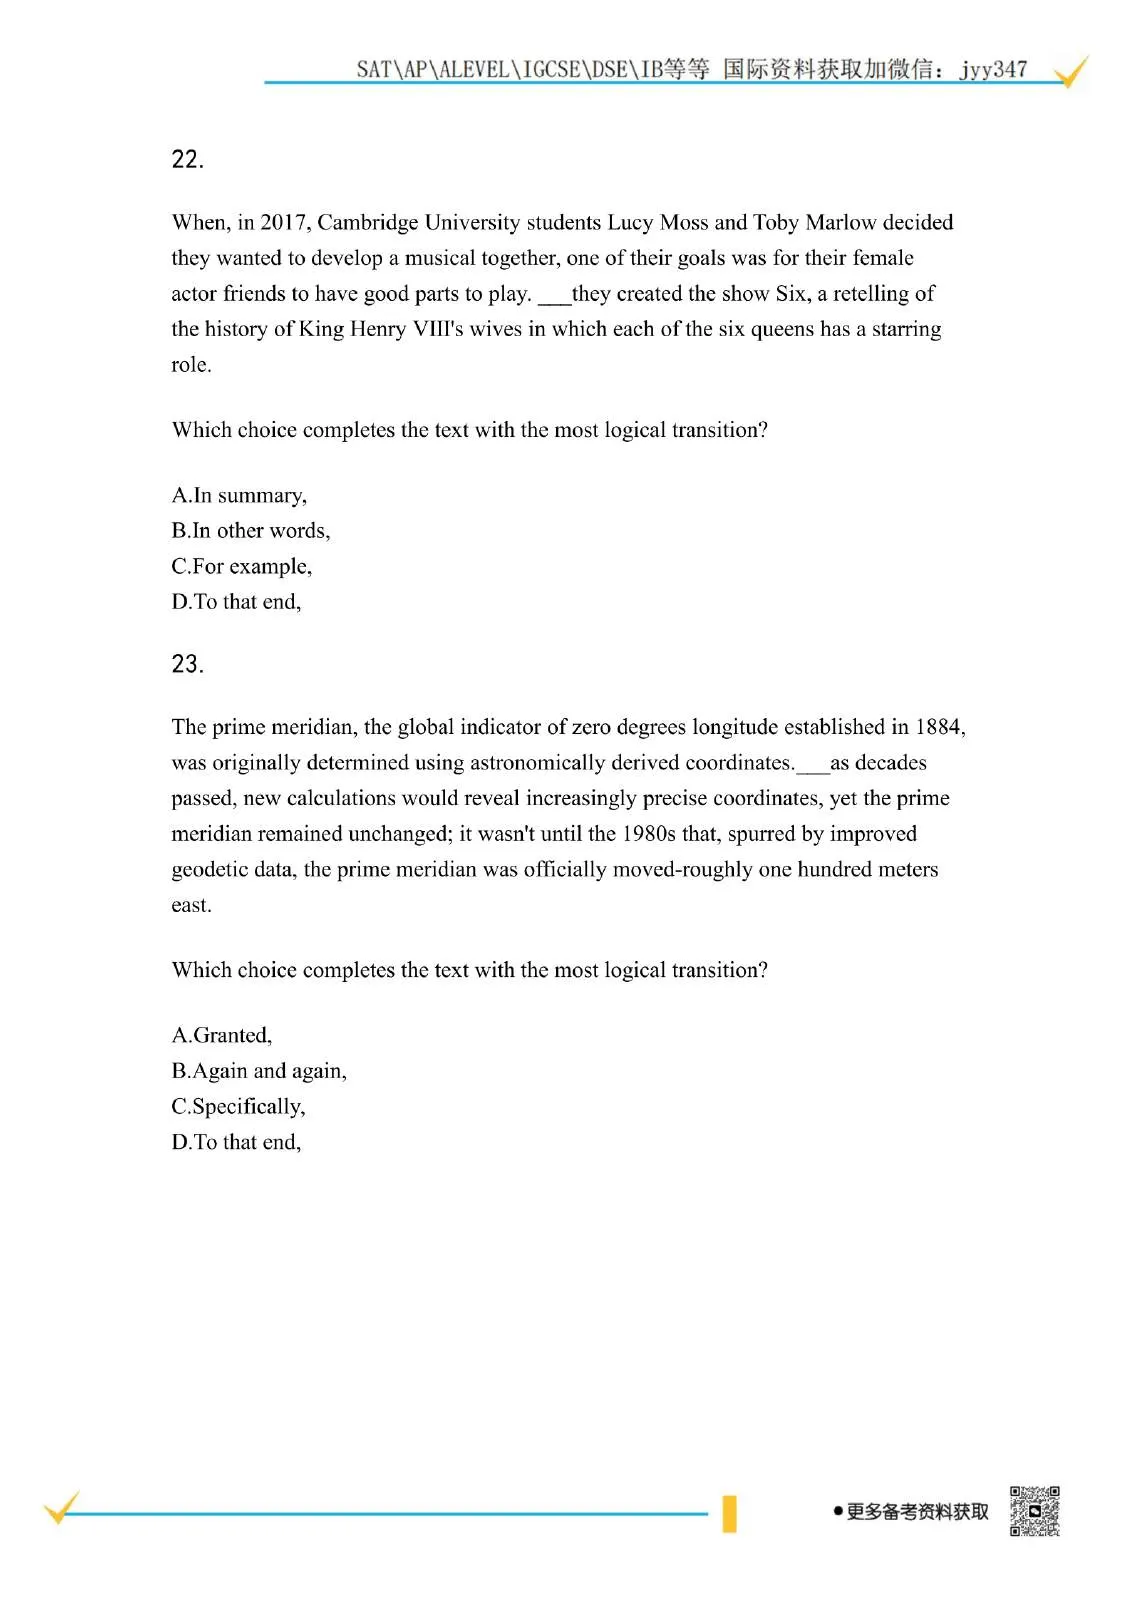 SAT\AP\ALEVEL\IGCSE\DSE\IB等等 国际资料获取加微信：jyy347
22.
When, in 2017, Cambridge University students Lucy Moss and Toby Marlow decided
they wanted to develop a musical together, one of their goals was for their female
actor friends to have good parts to play. ___they created the show Six, a retelling of
the history of King Henry VIII's wives in which each of the six queens has a starring
role.
Which choice completes the text with the most logical transition?
A.In summary,
B.In other words,
C.For example,
D.To that end,
23.
The prime meridian, the global indicator of zero degrees longitude established in 1884,
was originally determined using astronomically derived coordinates.___as decades
passed, new calculations would reveal increasingly precise coordinates, yet the prime
meridian remained unchanged; it wasn't until the 1980s that, spurred by improved
geodetic data, the prime meridian was officially moved-roughly one hundred meters
east.
Which choice completes the text with the most logical transition?
A.Granted,
B.Again and again,
C.Specifically,
D.To that end,
●更多备考资料获取